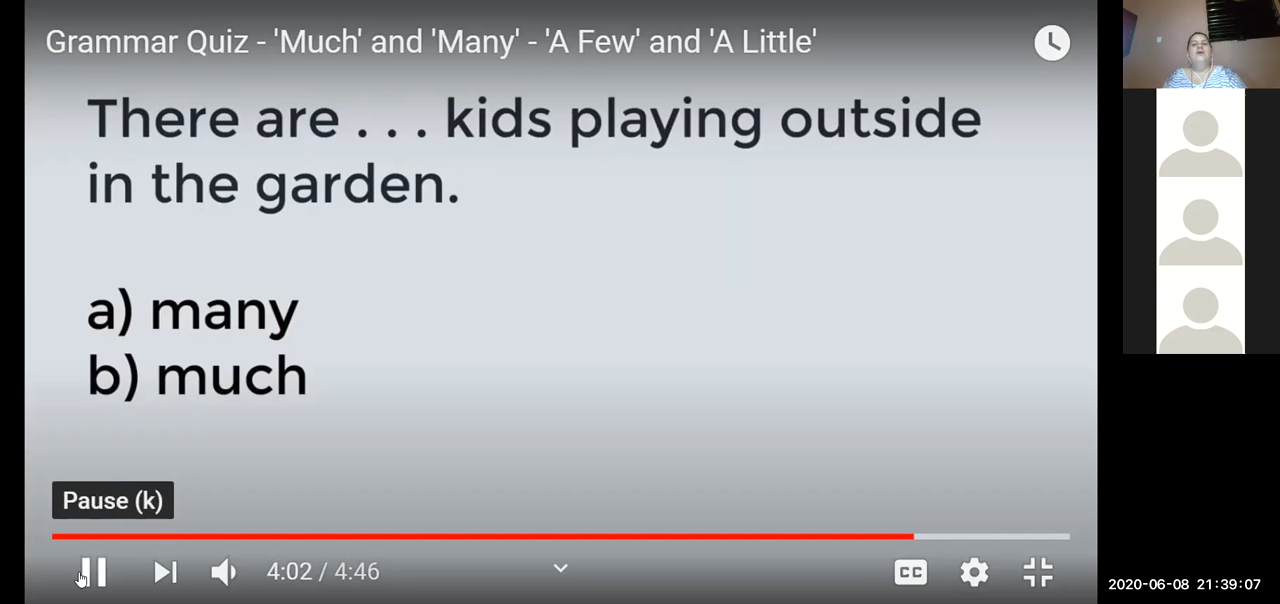 Grammar Quiz - 'Much' and 'Many' - 'A Few' and 'A Little'
There are . . . kids playing outside
in the garden.
a) many
b) much
Pause (k)
4:02 / 4:46
CC
2020-06-08 21:39:07